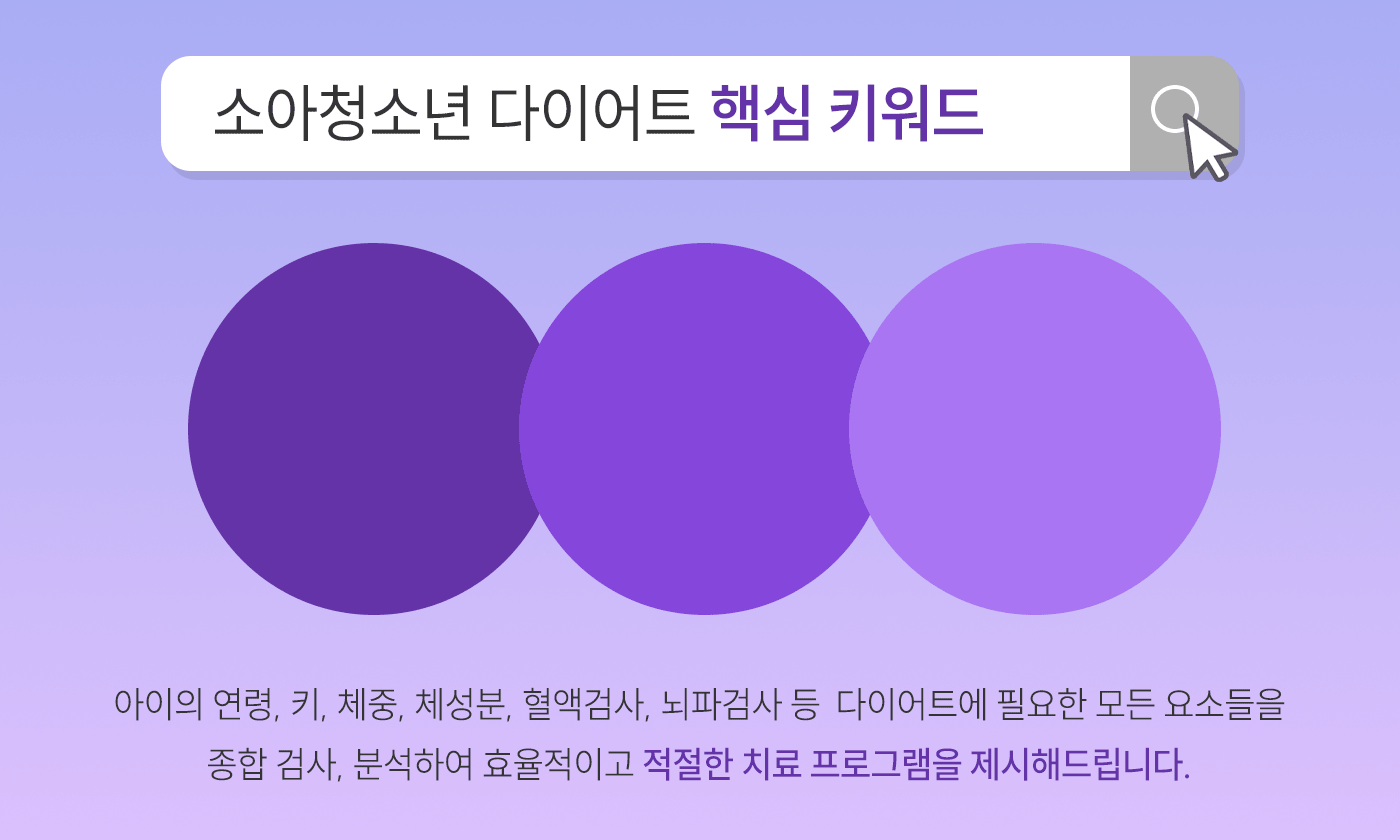 소아청소년 다이어트 핵심 키워드
아이의 연령, 키, 체중, 체성분, 혈액검사, 뇌파검사 등 다이어트에 필요한 모든 요소들을
종합 검사, 분석하여 효율적이고 적절한 치료 프로그램을 제시해드립니다.